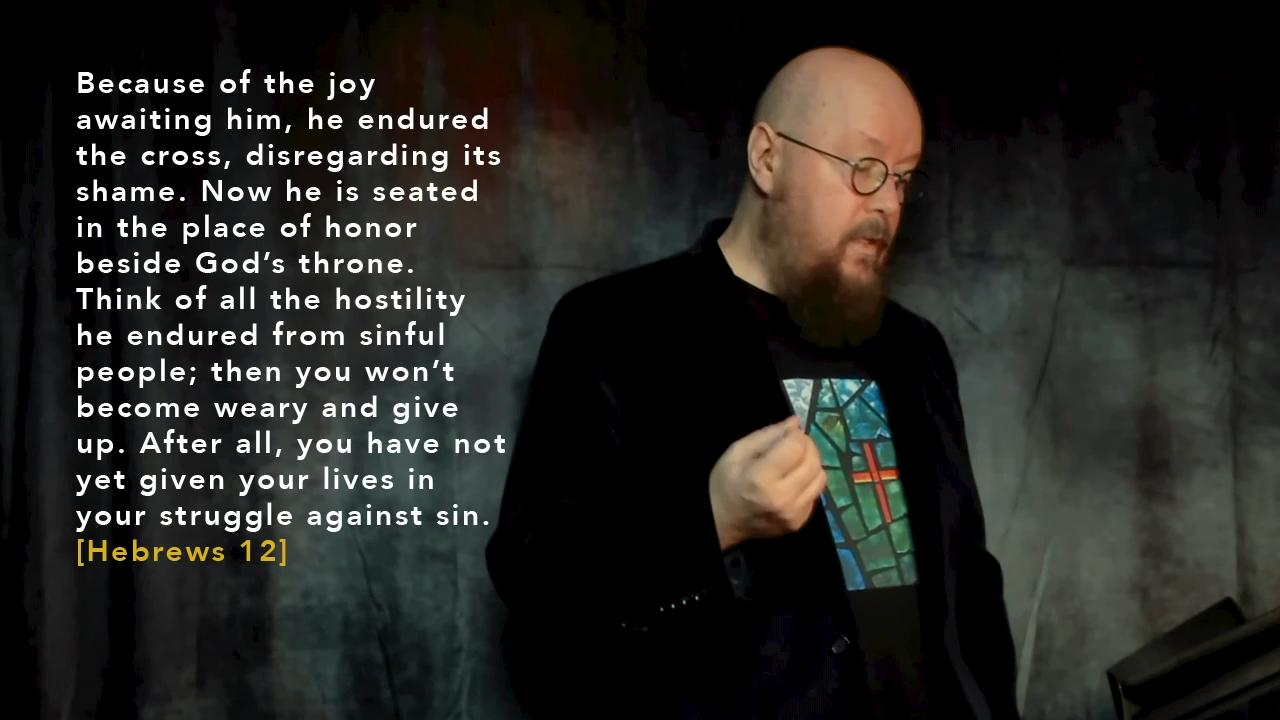 Because of the joy
awaiting him, he endured
the cross, disregarding its
shame. Now he is seated
in the place of honor
beside God’s throne.
Think of all the hostility
he endured from sinful
people; then you won’t
become weary and give
up. After all, you have not
yet given your lives in
your struggle against sin.
[Hebrews 12]